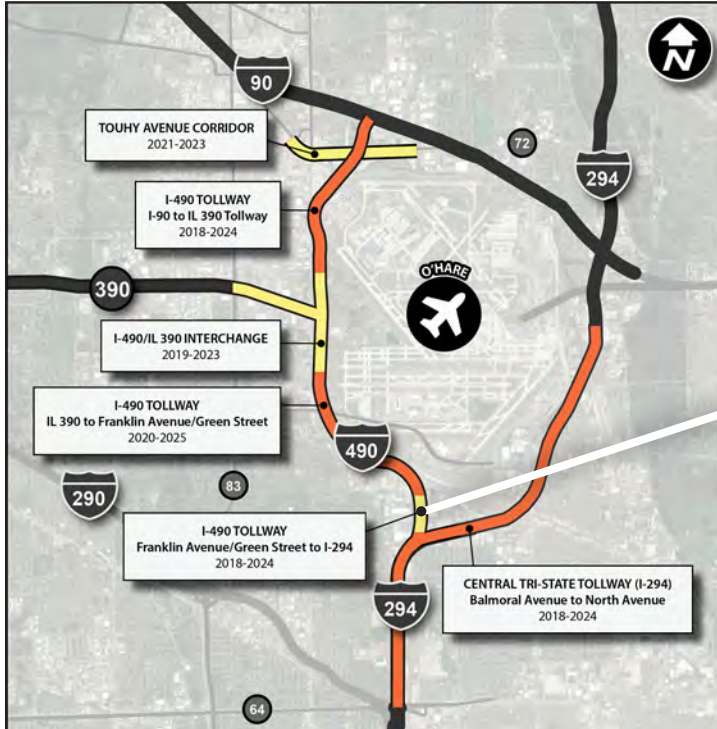 90
N
TOUHY AVENUE CORRIDOR
2021-2023
72
294
I-490 TOLLWAY
I-90 to IL 390 Tollway
2018-2024
O'HARE
390
I-490/IL 390 INTERCHANGE
2019-2023
I-490 TOLLWAY
IL 390 to Franklin Avenue/Green Street
2020-2025
490
290
83
I-490 TOLLWAY
Franklin Avenue/Green Street to I-294
2018-2024
CENTRAL TRI-STATE TOLLWAY (I-294)
Balmoral Avenue to North Avenue
2018-2024
294
64